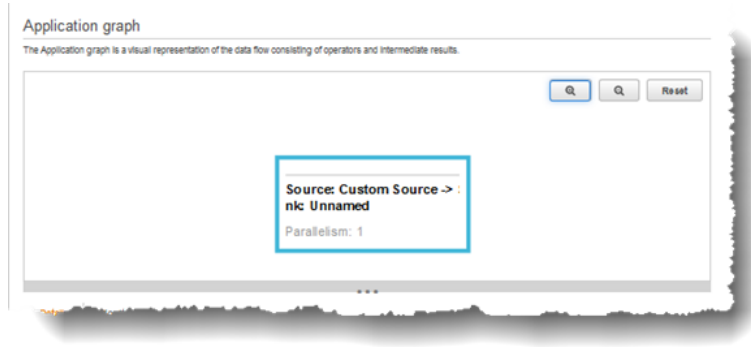 Application graph
The Application graph is a visual representation of the data flow consisting of operators and intermediate results.
Reset
Source: Custom Source ->
nk: Unnamed
Parallelism: 1